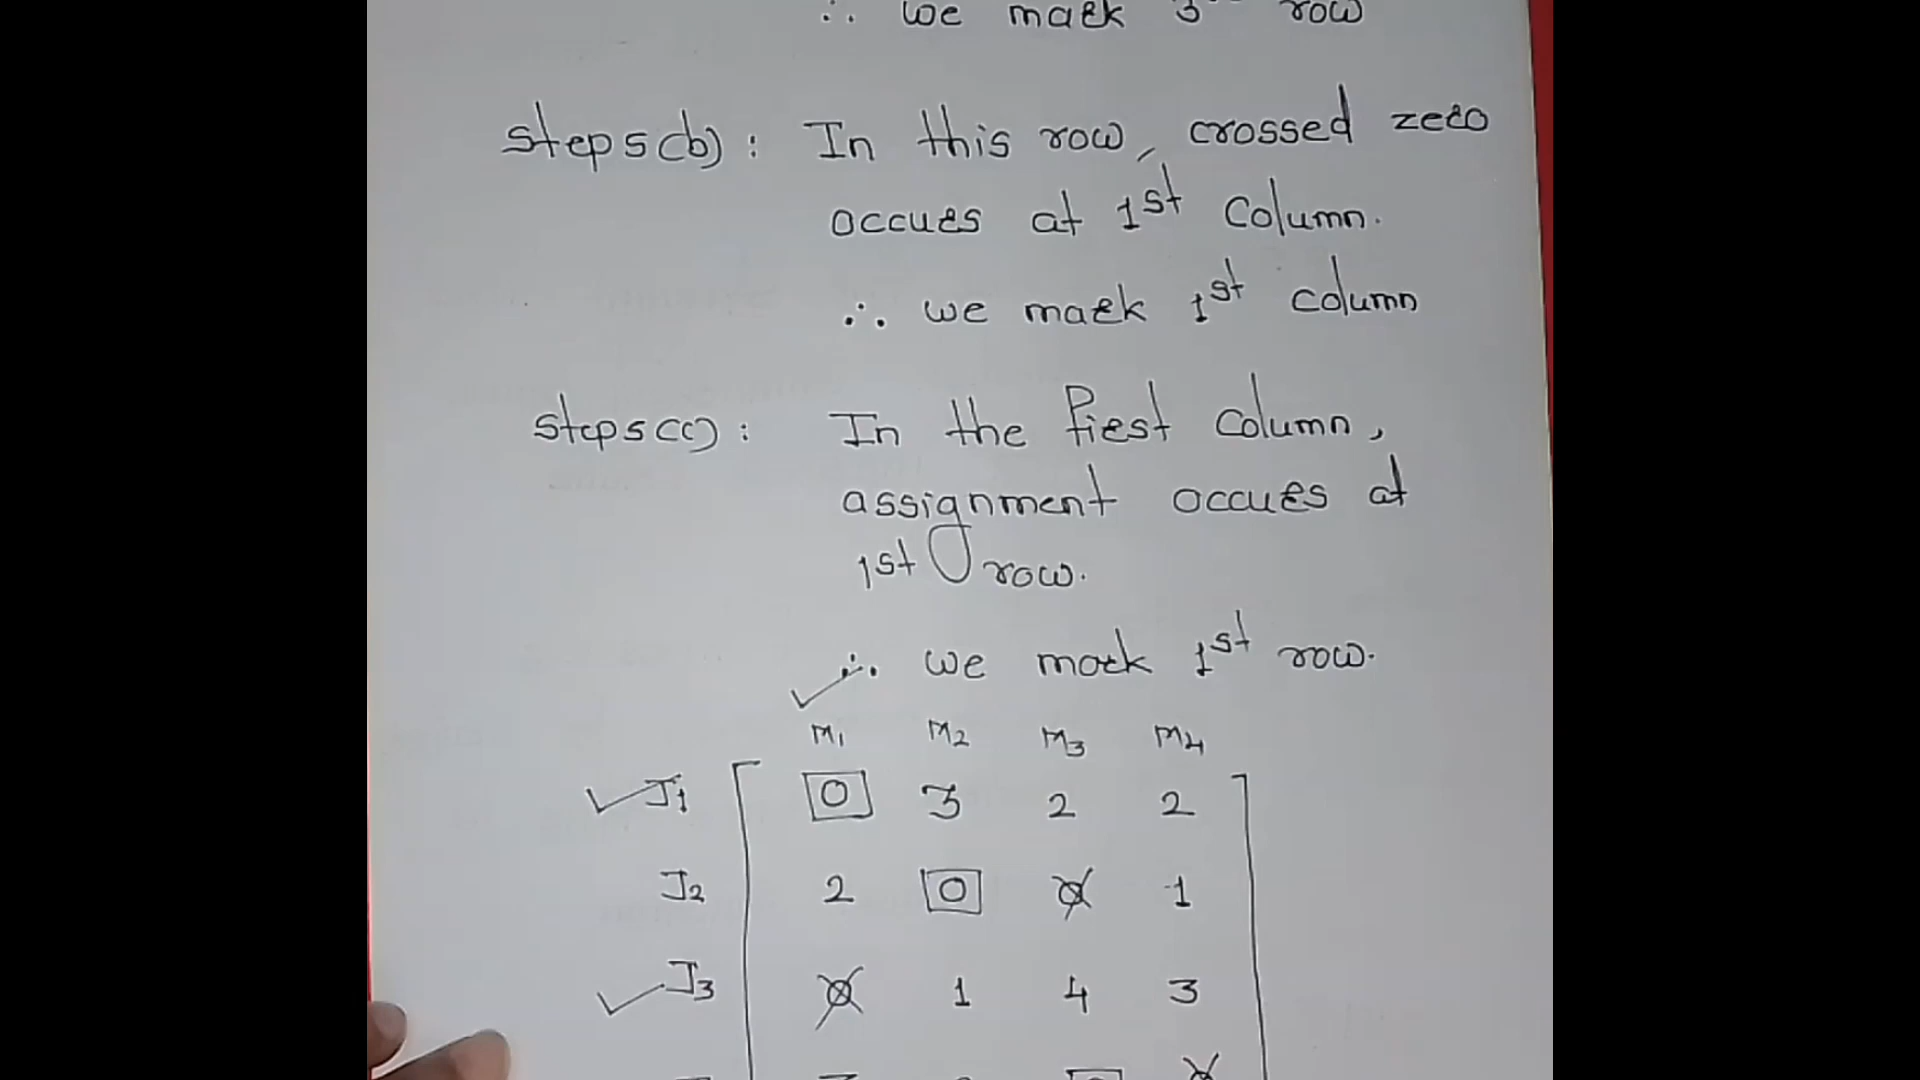 ∴ we mark 3rd row
Step 5(b) : In this row, crossed zero
occurs at 1st Column.
∴ we mark 1st column
Step 5(c) : In the first column,
assignment occurs at
1st row.
∴ we mark 1st row.
M1 M2 M3 M4
J1 0 3 2 2
J2 2 0 0 1
J3 0 1 4 3